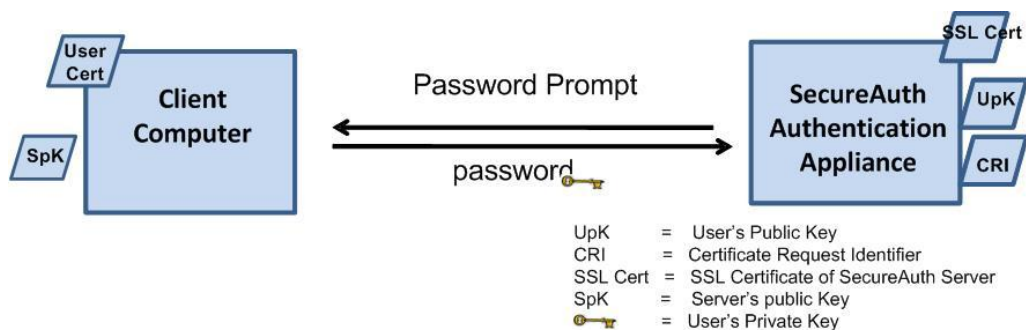 User
Cert
Client
Computer
SpK
Password Prompt
password
SSL Cert
SecureAuth
Authentication
Appliance
UpK
CRI
UpK = User's Public Key
CRI = Certificate Request Identifier
SSL Cert = SSL Certificate of SecureAuth Server
SpK = Server's public Key
= User's Private Key